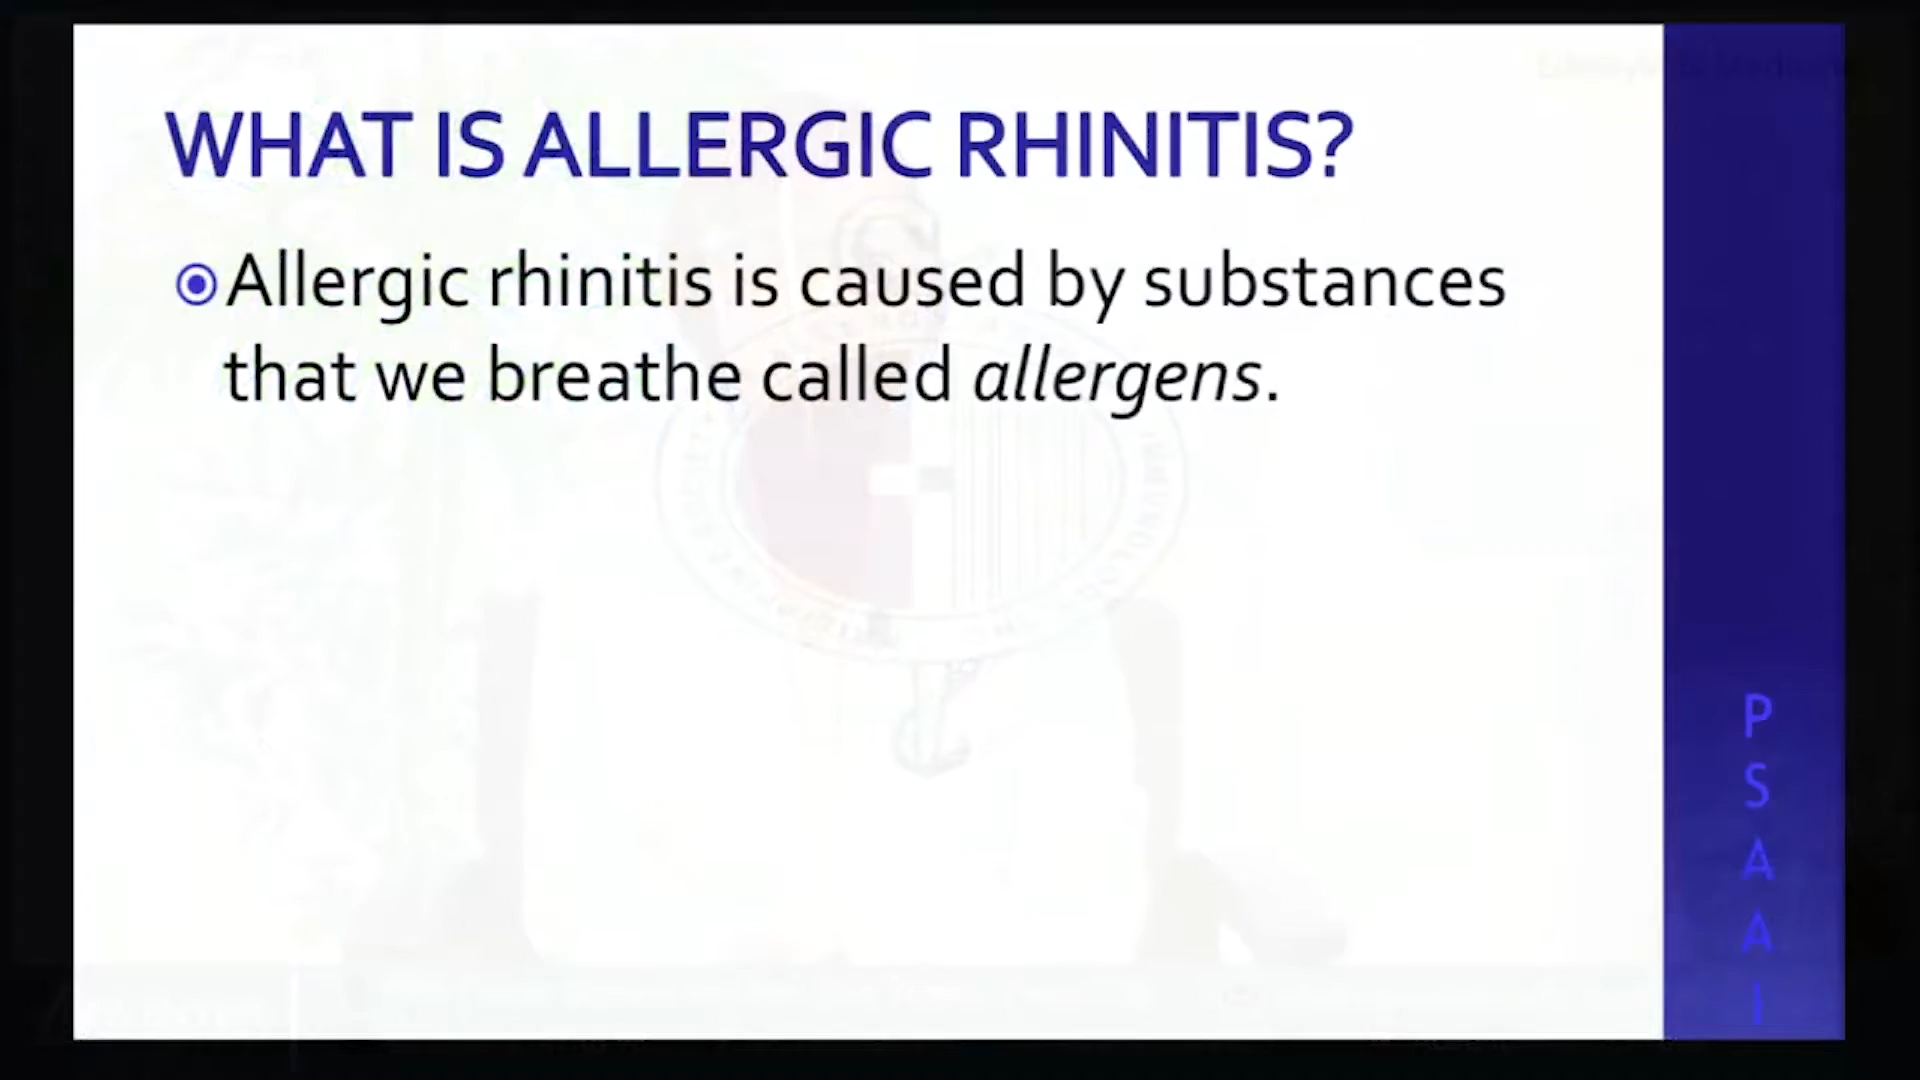 WHAT IS ALLERGIC RHINITIS?
Allergic rhinitis is caused by substances
that we breathe called allergens.
P
S
A
A
I